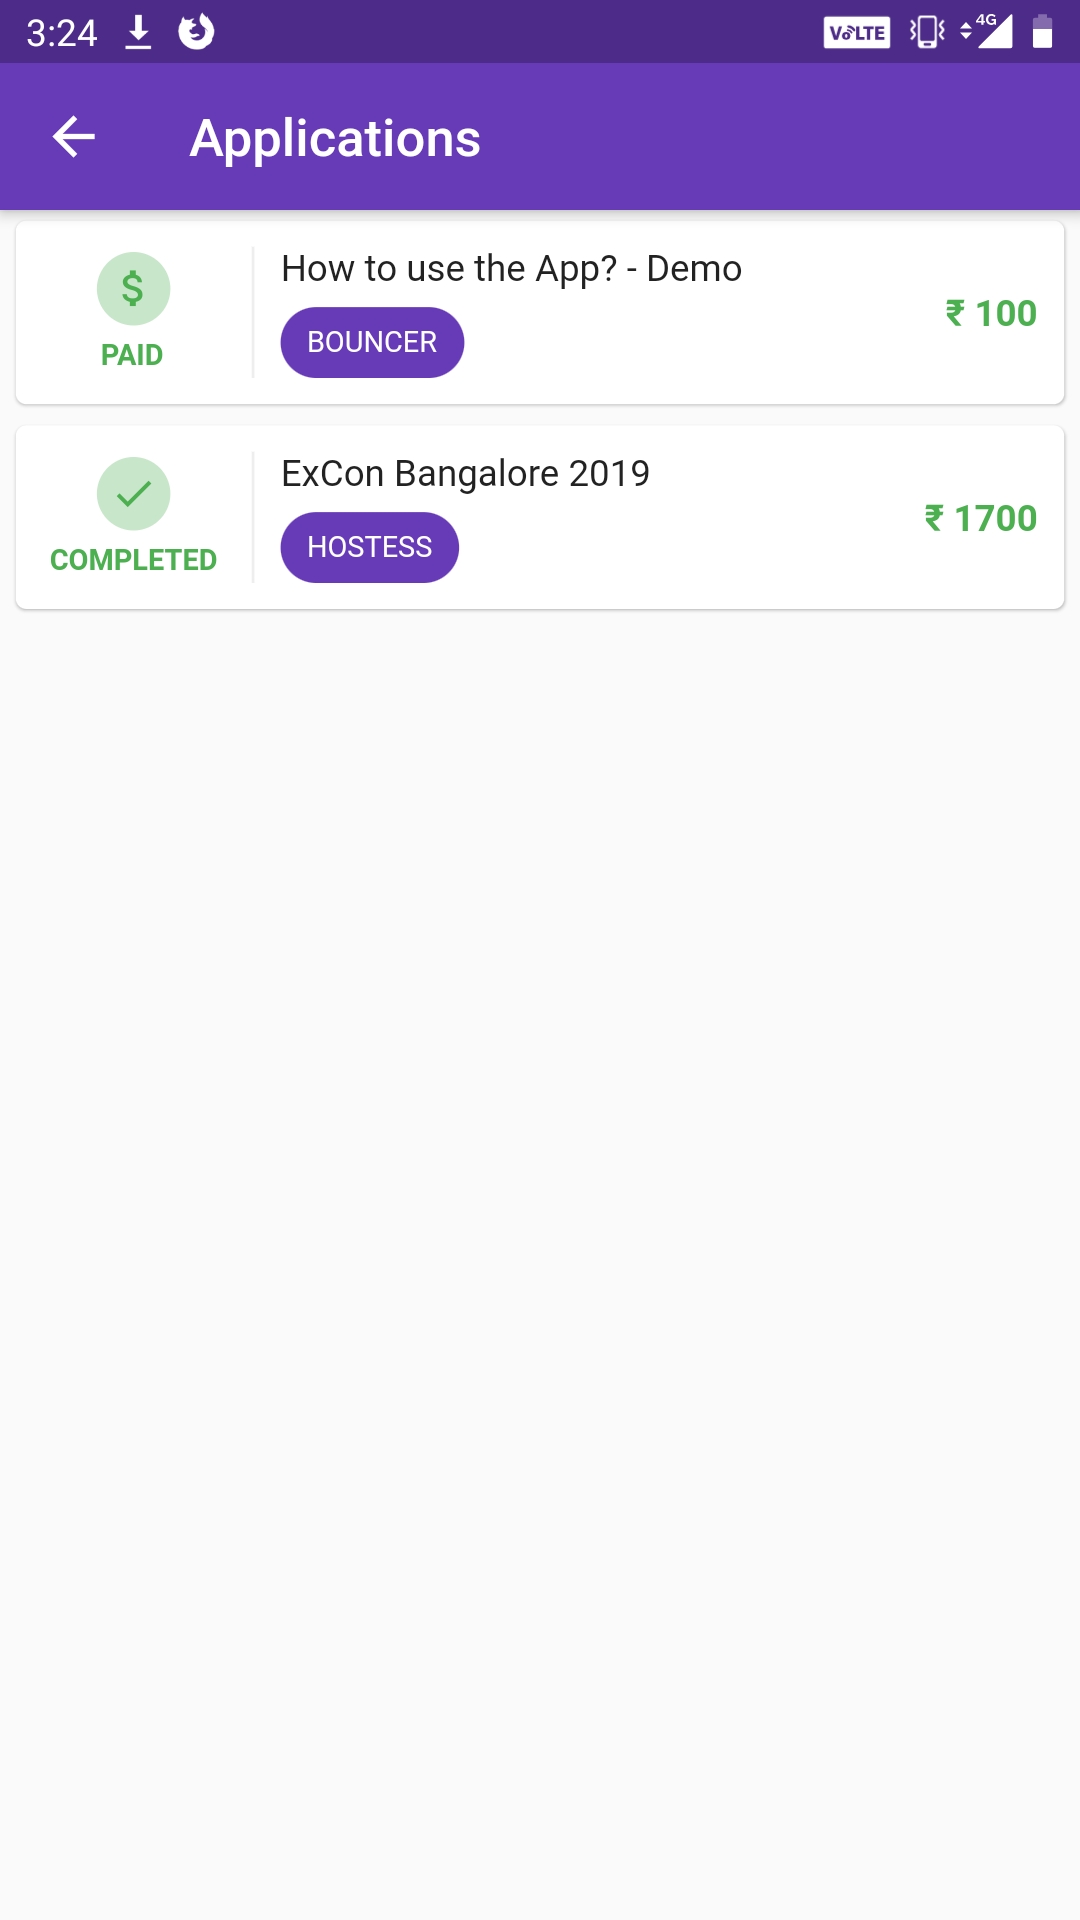 3:24
VoLTE
4G
Applications
How to use the App? - Demo
PAID
BOUNCER
₹ 100
ExCon Bangalore 2019
COMPLETED
HOSTESS
₹ 1700